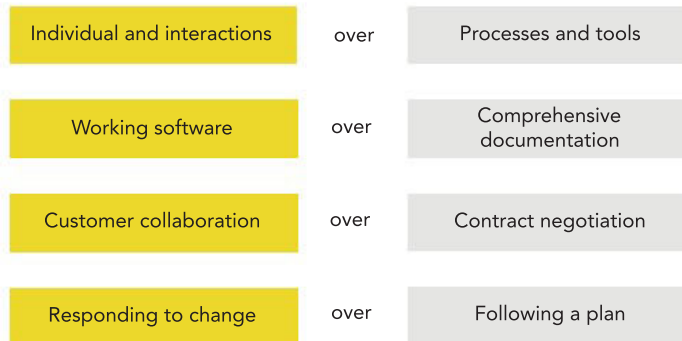 Individual and interactions over Processes and tools
Working software over Comprehensive
documentation
Customer collaboration over Contract negotiation
Responding to change over Following a plan